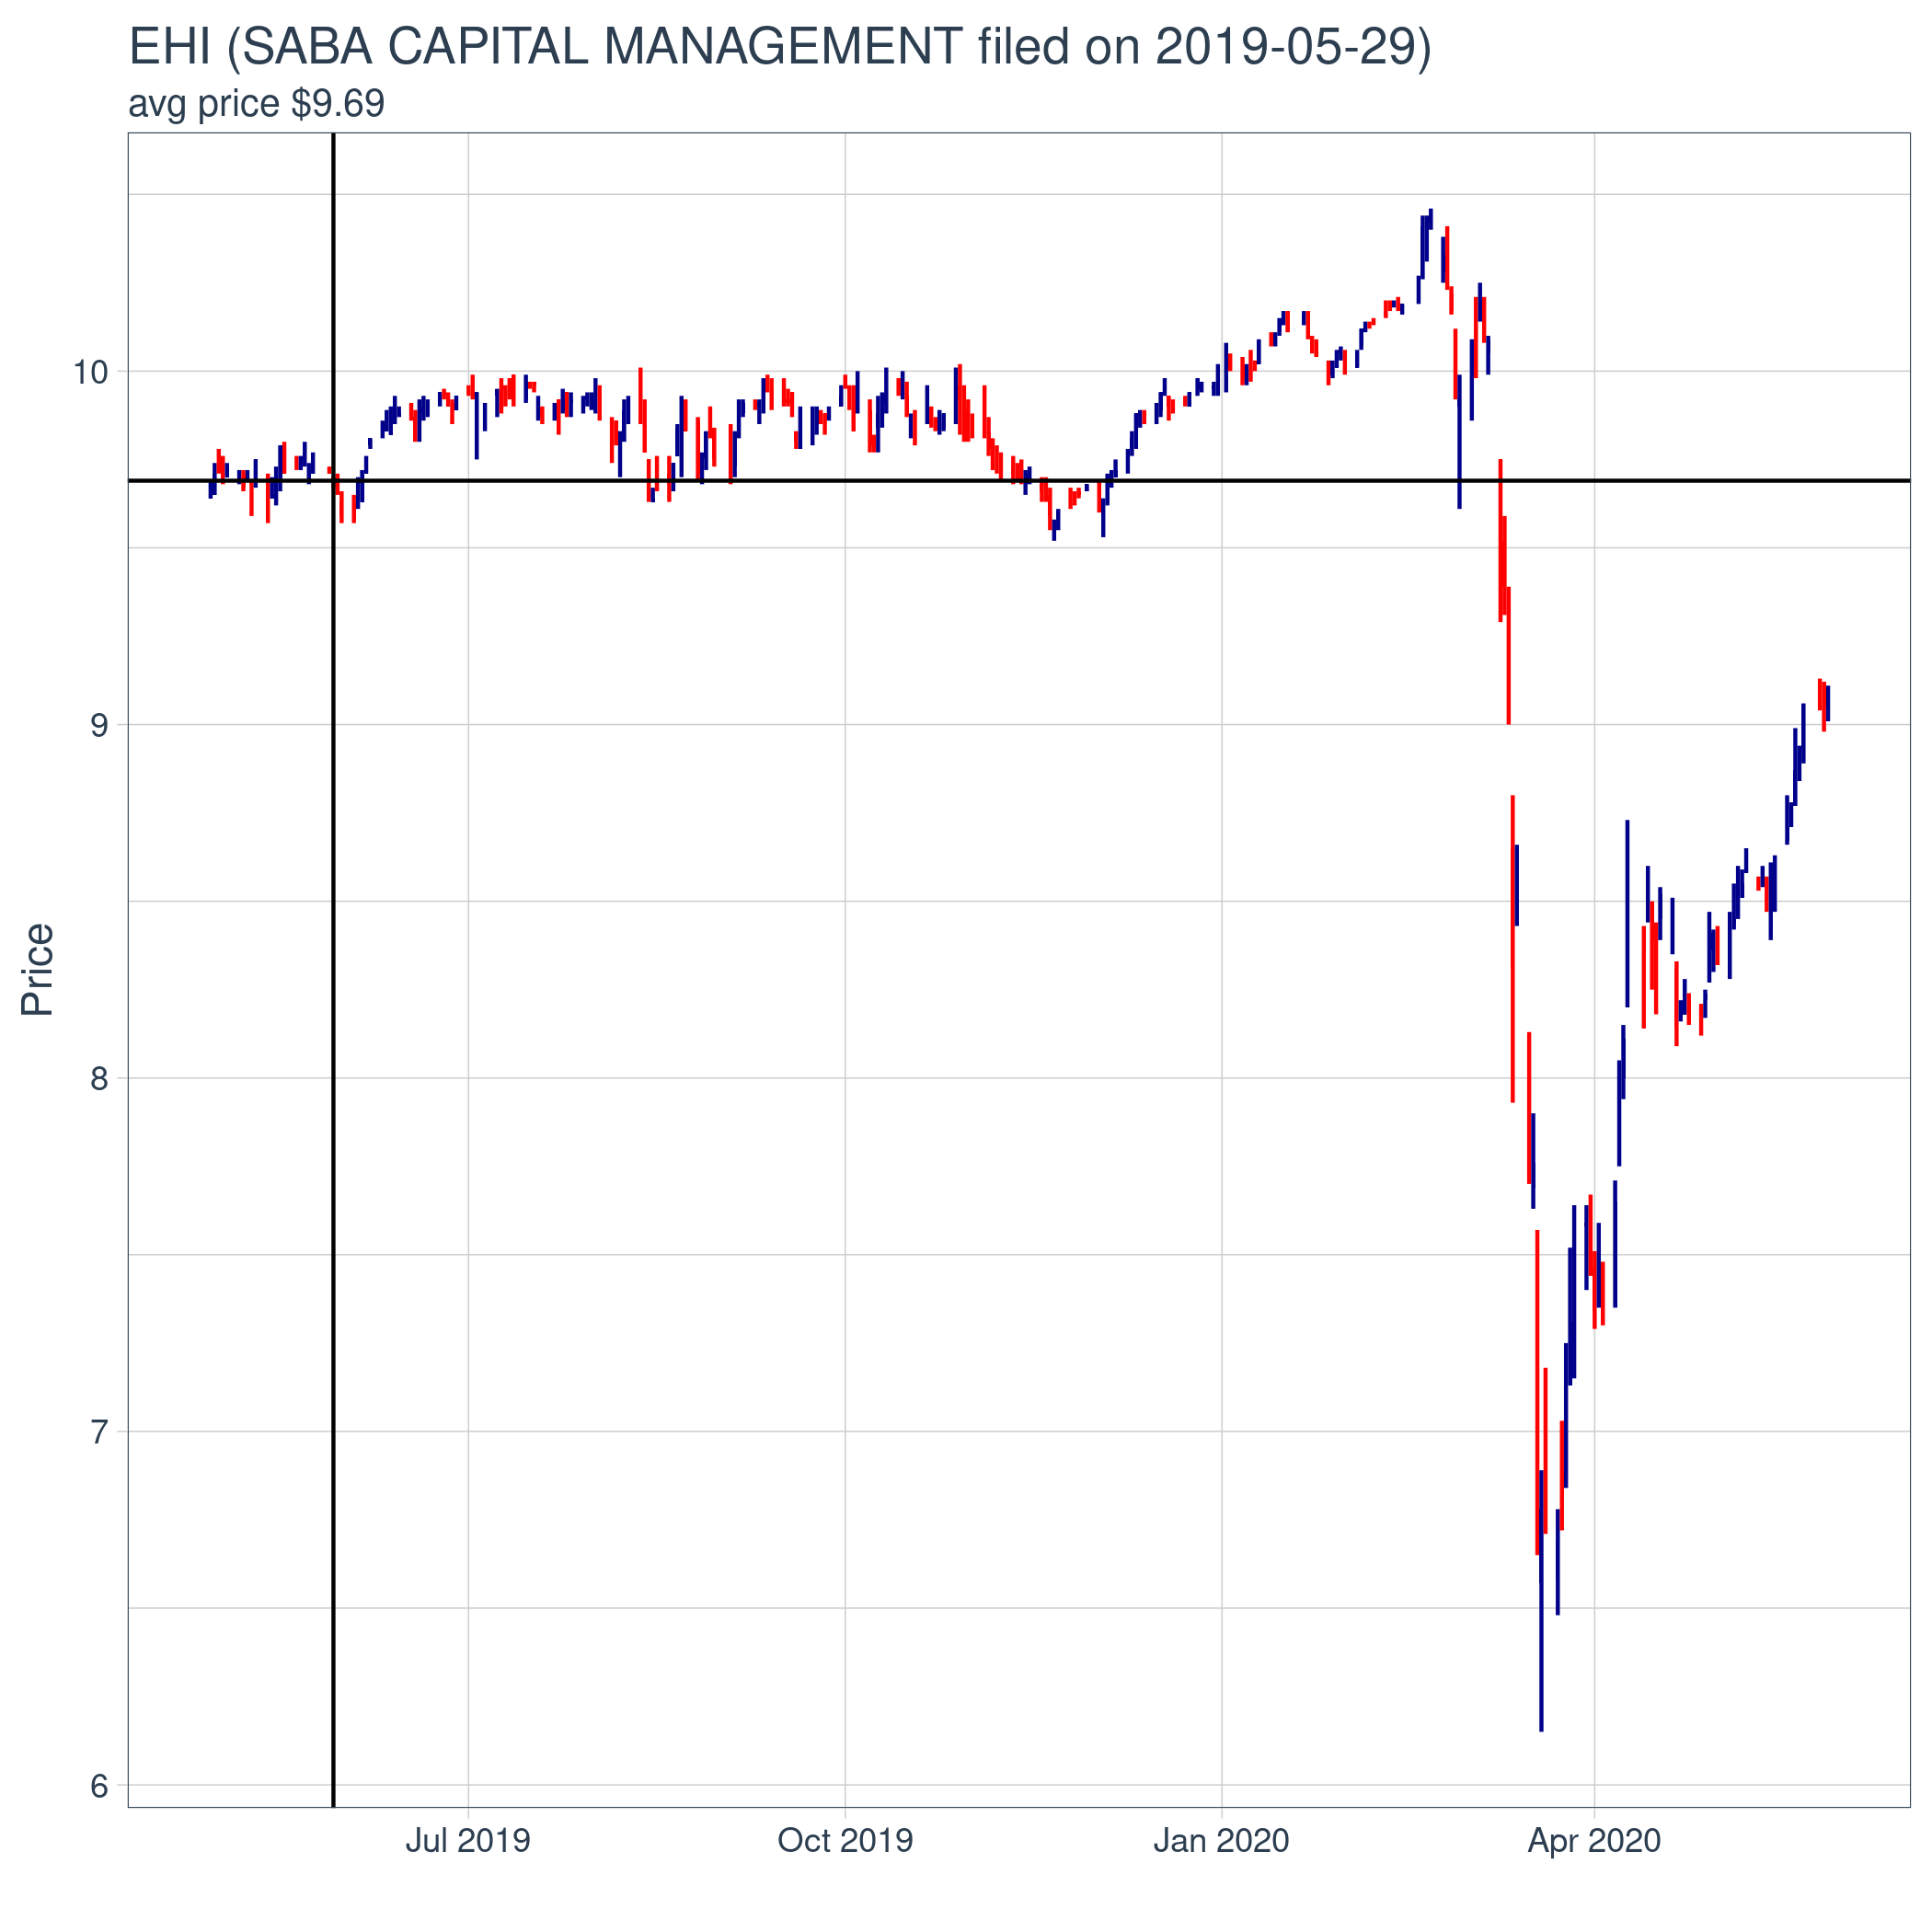 EHI (SABA CAPITAL MANAGEMENT filed on 2019-05-29)
avg price $9.69
10
9
8
7
6
Price
Jul 2019
Oct 2019
Jan 2020
Apr 2020